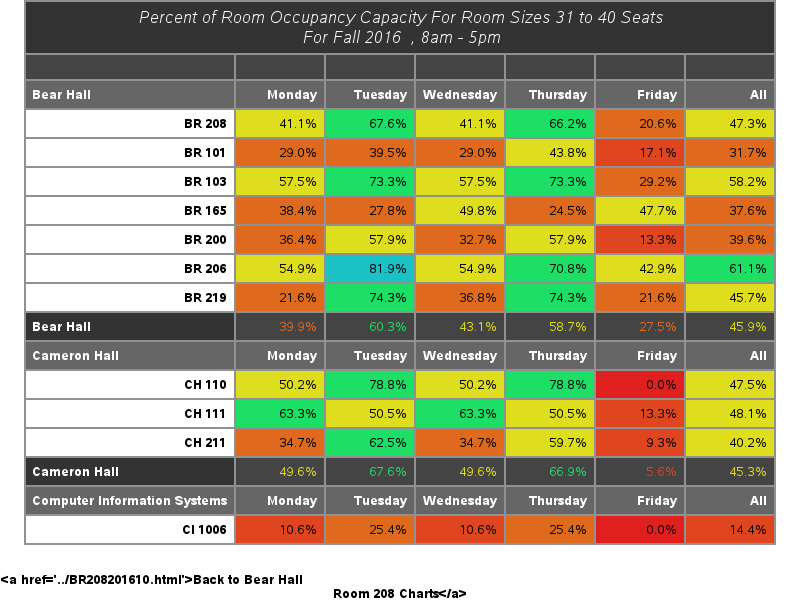 Percent of Room Occupancy Capacity For Room Sizes 31 to 40 Seats
For Fall 2016 , 8am - 5pm
Bear Hall Monday Tuesday Wednesday Thursday Friday All
BR 208 41.1% 67.6% 41.1% 66.2% 20.6% 47.3%
BR 101 29.0% 39.5% 29.0% 43.8% 17.1% 31.7%
BR 103 57.5% 73.3% 57.5% 73.3% 29.2% 58.2%
BR 165 38.4% 27.8% 49.8% 24.5% 47.7% 37.6%
BR 200 36.4% 57.9% 32.7% 57.9% 13.3% 39.6%
BR 206 54.9% 81.9% 54.9% 70.8% 42.9% 61.1%
BR 219 21.6% 74.3% 36.8% 74.3% 21.6% 45.7%
Bear Hall 39.9% 60.3% 43.1% 58.7% 27.5% 45.9%
Cameron Hall Monday Tuesday Wednesday Thursday Friday All
CH 110 50.2% 78.8% 50.2% 78.8% 0.0% 47.5%
CH 111 63.3% 50.5% 63.3% 50.5% 13.3% 48.1%
CH 211 34.7% 62.5% 34.7% 59.7% 9.3% 40.2%
Cameron Hall 49.6% 67.6% 49.6% 66.9% 5.6% 45.3%
Computer Information Systems Monday Tuesday Wednesday Thursday Friday All
CI 1006 10.6% 25.4% 10.6% 25.4% 0.0% 14.4%
<a href='../BR208201610.html'>Back to Bear Hall
Room 208 Charts</a>